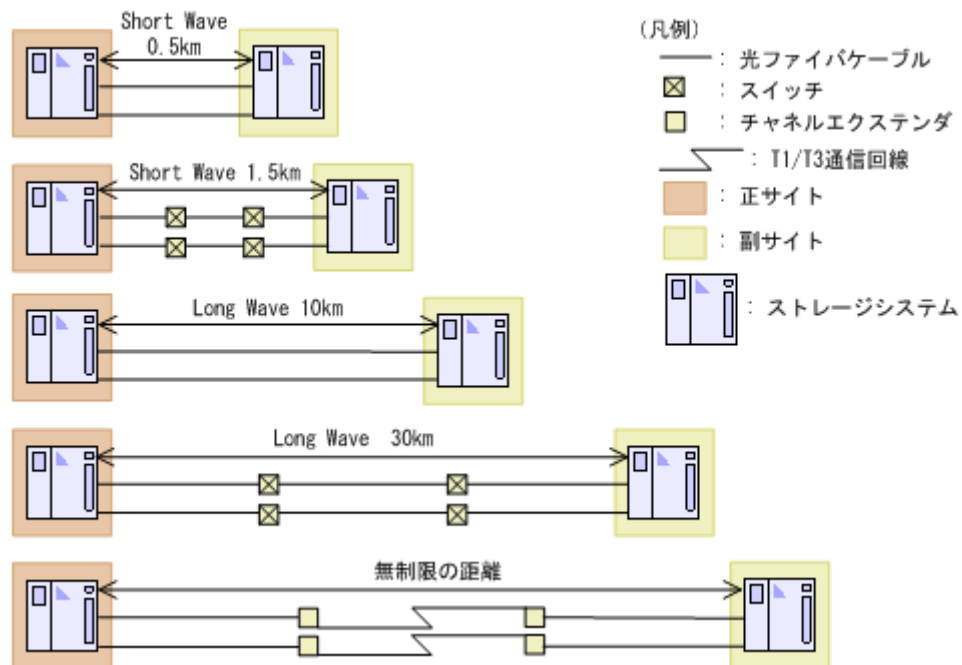 Short Wave
0.5km
Short Wave 1.5km
Long Wave 10km
Long Wave 30km
無制限の距離
(凡例)
: 光ファイバケーブル
: スイッチ
: チャネルエクステンダ
: T1/T3通信回線
: 正サイト
: 副サイト
: ストレージシステム